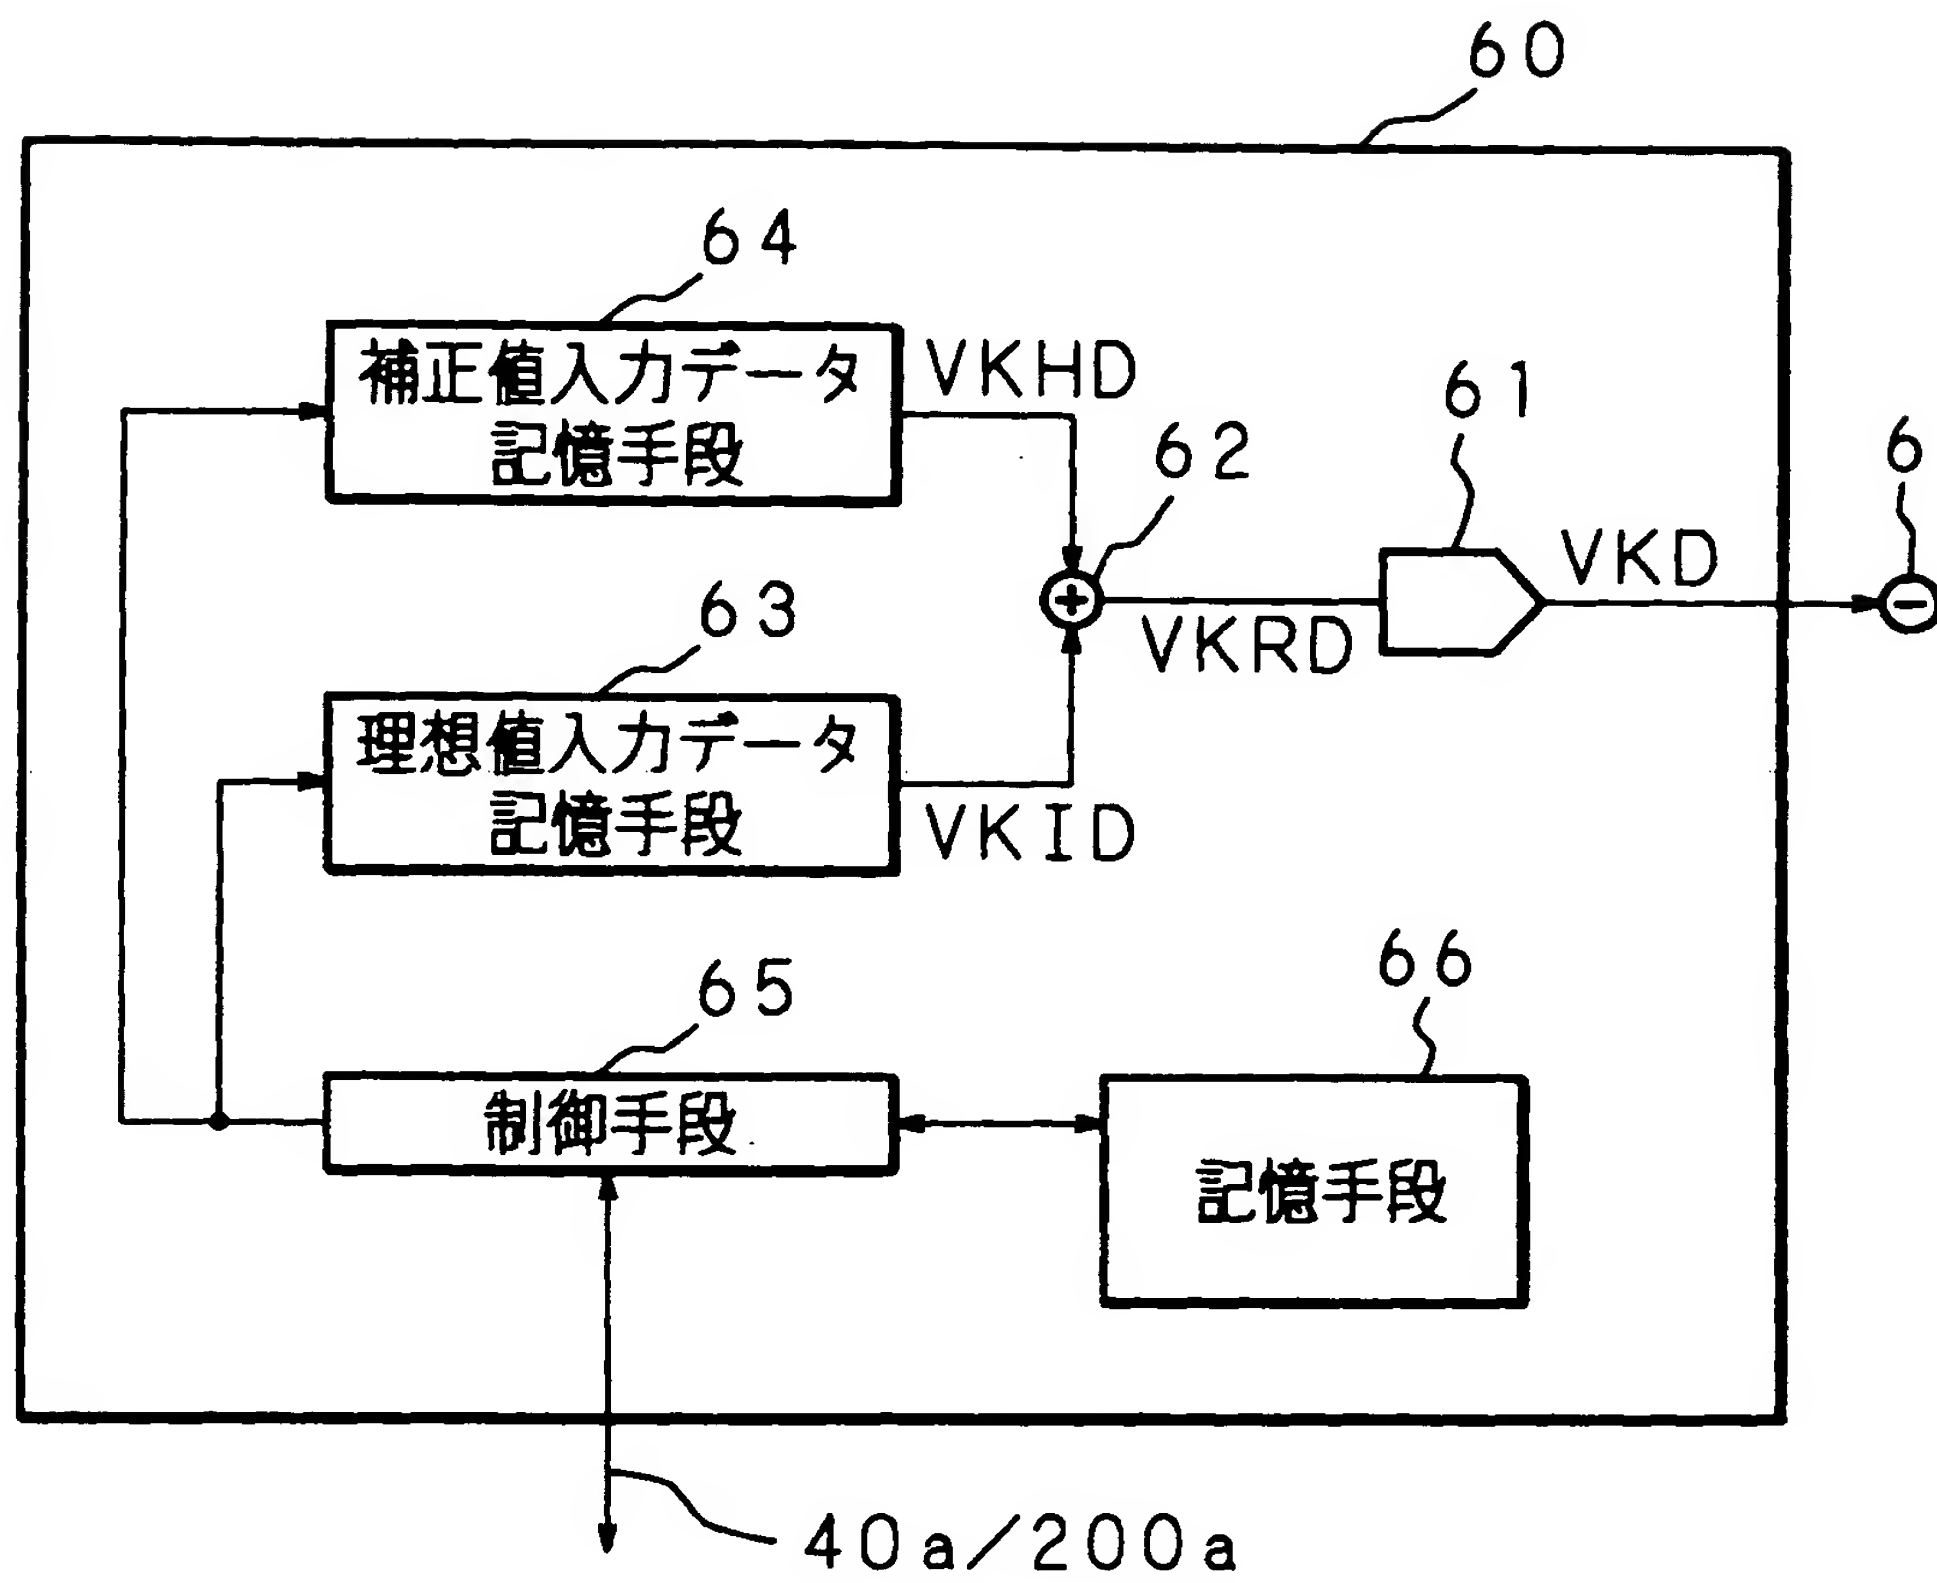 60
64
補正値入力データ
記憶手段
VKHD
61
62
6
VKD
63
VKRD
理想値入力データ
記憶手段
VKID
65
66
制御手段
記憶手段
40a/200a